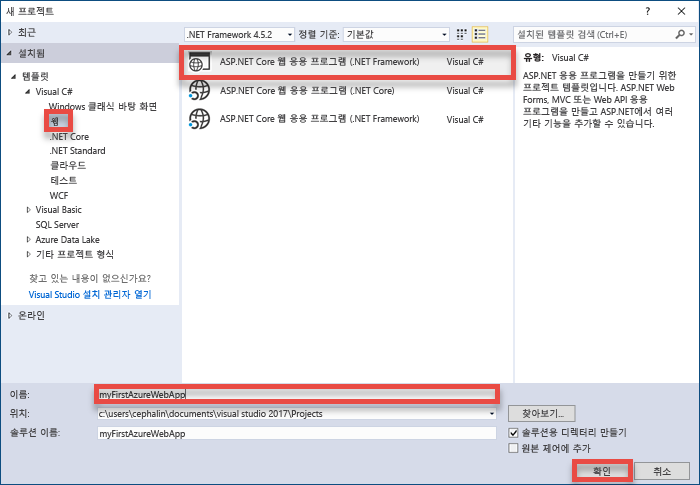 새 프로젝트
최근
.NET Framework 4.5.2 정렬 기준: 기본값
설치된 템플릿 검색(Ctrl+E)
설치됨
템플릿
Visual C#
Windows 클래식 바탕 화면
웹
.NET Core
.NET Standard
클라우드
테스트
WCF
Visual Basic
SQL Server
Azure Data Lake
기타 프로젝트 형식
찾고 있는 내용이 없으신가요?
Visual Studio 설치 관리자 열기
온라인
ASP.NET Core 웹 응용 프로그램 (.NET Framework) Visual C#
ASP.NET Core 웹 응용 프로그램 (.NET Core) Visual C#
ASP.NET Core 웹 응용 프로그램 (.NET Framework) Visual C#
유형: Visual C#
ASP.NET 응용 프로그램을 만들기 위한
프로젝트 템플릿입니다. ASP.NET Web
Forms, MVC 또는 Web API 응용
프로그램을 만들고 ASP.NET에서 여러
기타 기능을 추가할 수 있습니다.
이름: myFirstAzureWebApp
위치: c:\users\cephalin\documents\visual studio 2017\Projects
찾아보기...
솔루션 이름: myFirstAzureWebApp
솔루션용 디렉터리 만들기
원본 제어에 추가
확인
취소